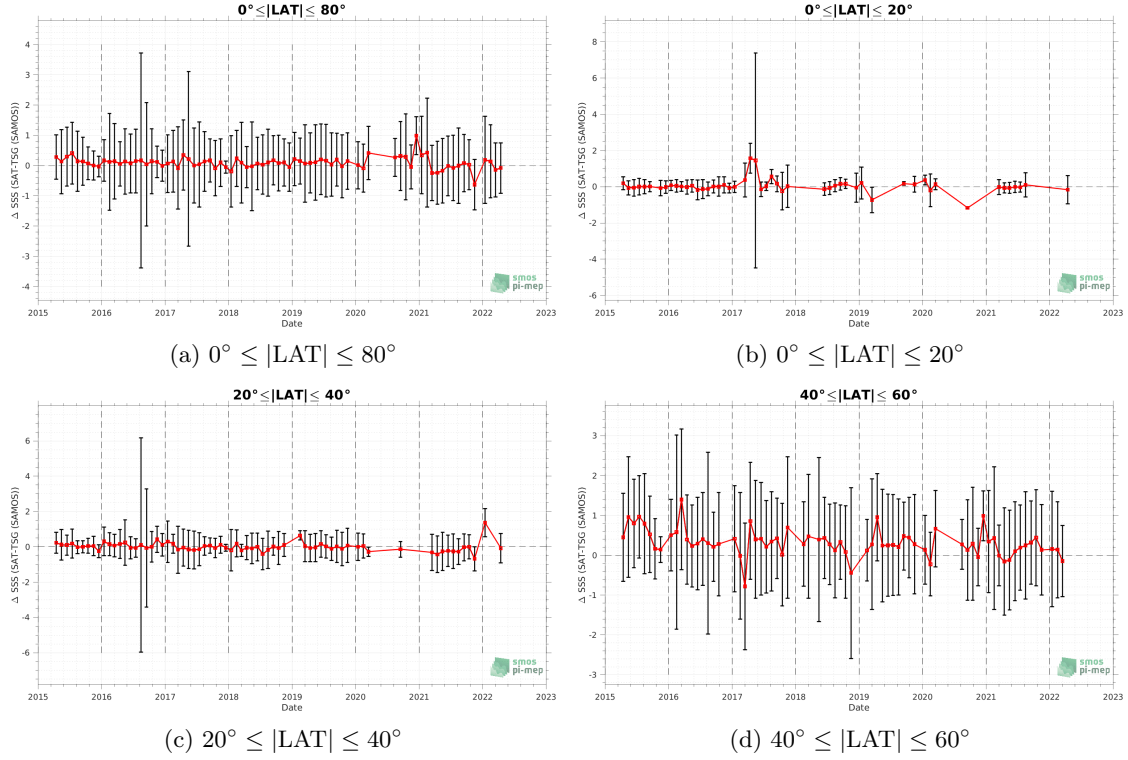 0°≤|LAT|≤ 80°
Δ SSS (SAT-TSG (SAMOS))
4
3
2
1
0
-1
-2
-3
-4
2015 2016 2017 2018 2019 2020 2021 2022 2023
Date
smos
pi-mep
(a) 0° ≤ |LAT| ≤ 80°
0°≤|LAT|≤ 20°
Δ SSS (SAT-TSG (SAMOS))
8
6
4
2
0
-2
-4
-6
2015 2016 2017 2018 2019 2020 2021 2022 2023
Date
smos
pi-mep
(b) 0° ≤ |LAT| ≤ 20°
20°≤|LAT|≤ 40°
Δ SSS (SAT-TSG (SAMOS))
6
4
2
0
-2
-4
-6
2015 2016 2017 2018 2019 2020 2021 2022 2023
Date
smos
pi-mep
(c) 20° ≤ |LAT| ≤ 40°
40°≤|LAT|≤ 60°
Δ SSS (SAT-TSG (SAMOS))
3
2
1
0
-1
-2
-3
2015 2016 2017 2018 2019 2020 2021 2022 2023
Date
smos
pi-mep
(d) 40° ≤ |LAT| ≤ 60°